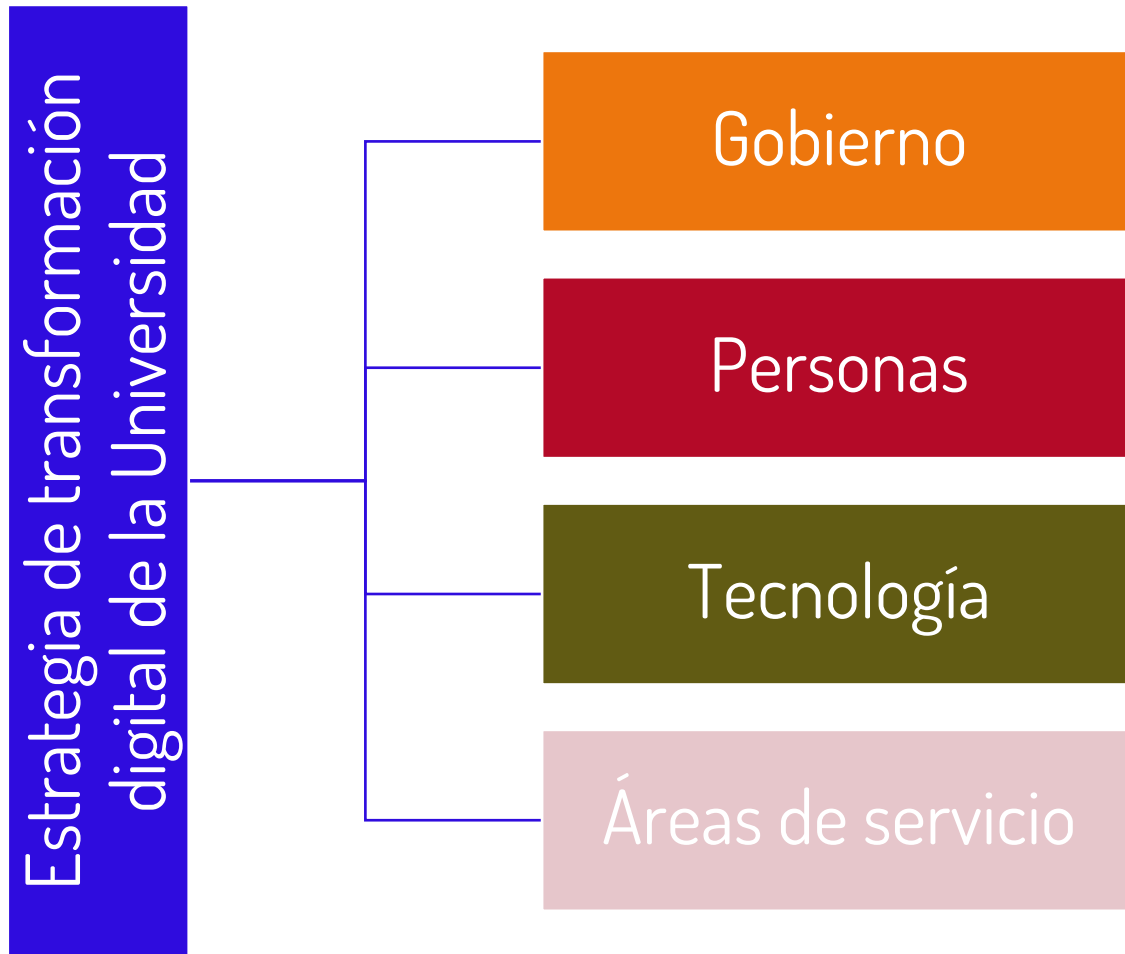 Estrategia de transformación
digital de la Universidad
Gobierno
Personas
Tecnología
Áreas de servicio